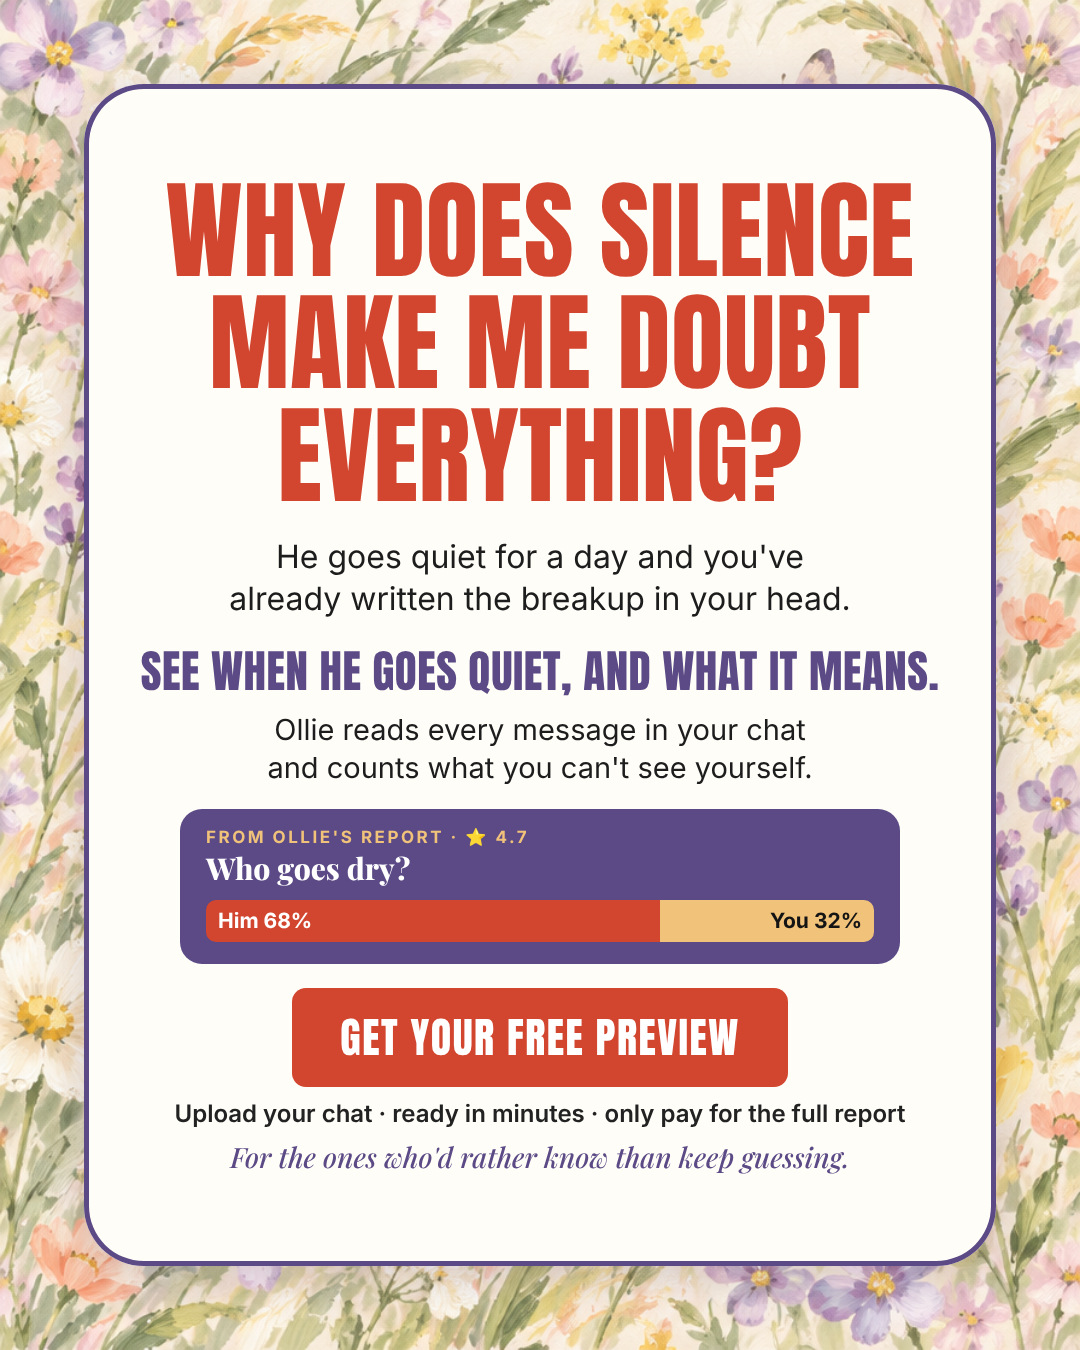 WHY DOES SILENCE
MAKE ME DOUBT
EVERYTHING?
He goes quiet for a day and you've
already written the breakup in your head.
SEE WHEN HE GOES QUIET, AND WHAT IT MEANS.
Ollie reads every message in your chat
and counts what you can't see yourself.
FROM OLLIE'S REPORT · ⭐ 4.7
Who goes dry?
Him 68% You 32%
GET YOUR FREE PREVIEW
Upload your chat · ready in minutes · only pay for the full report
For the ones who'd rather know than keep guessing.